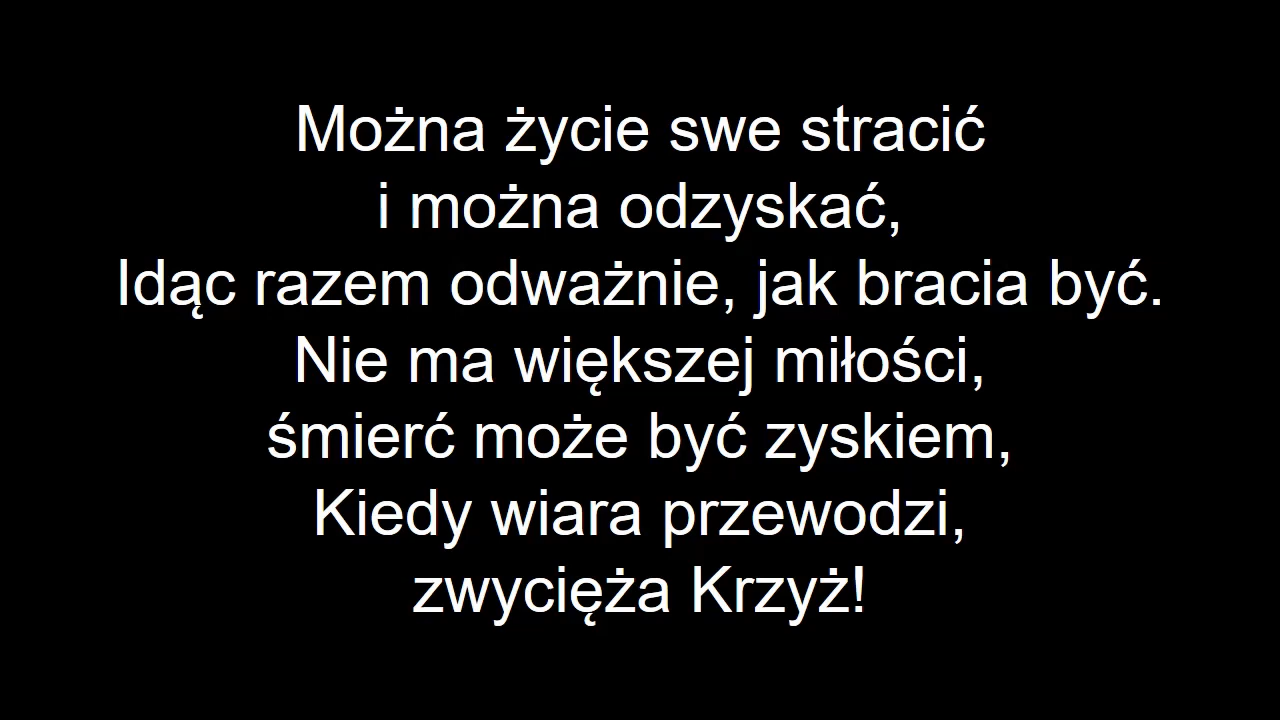 Można życie swe stracić
i można odzyskać,
Idąc razem odważnie, jak bracia być.
Nie ma większej miłości,
śmierć może być zyskiem,
Kiedy wiara przewodzi,
zwycięża Krzyż!